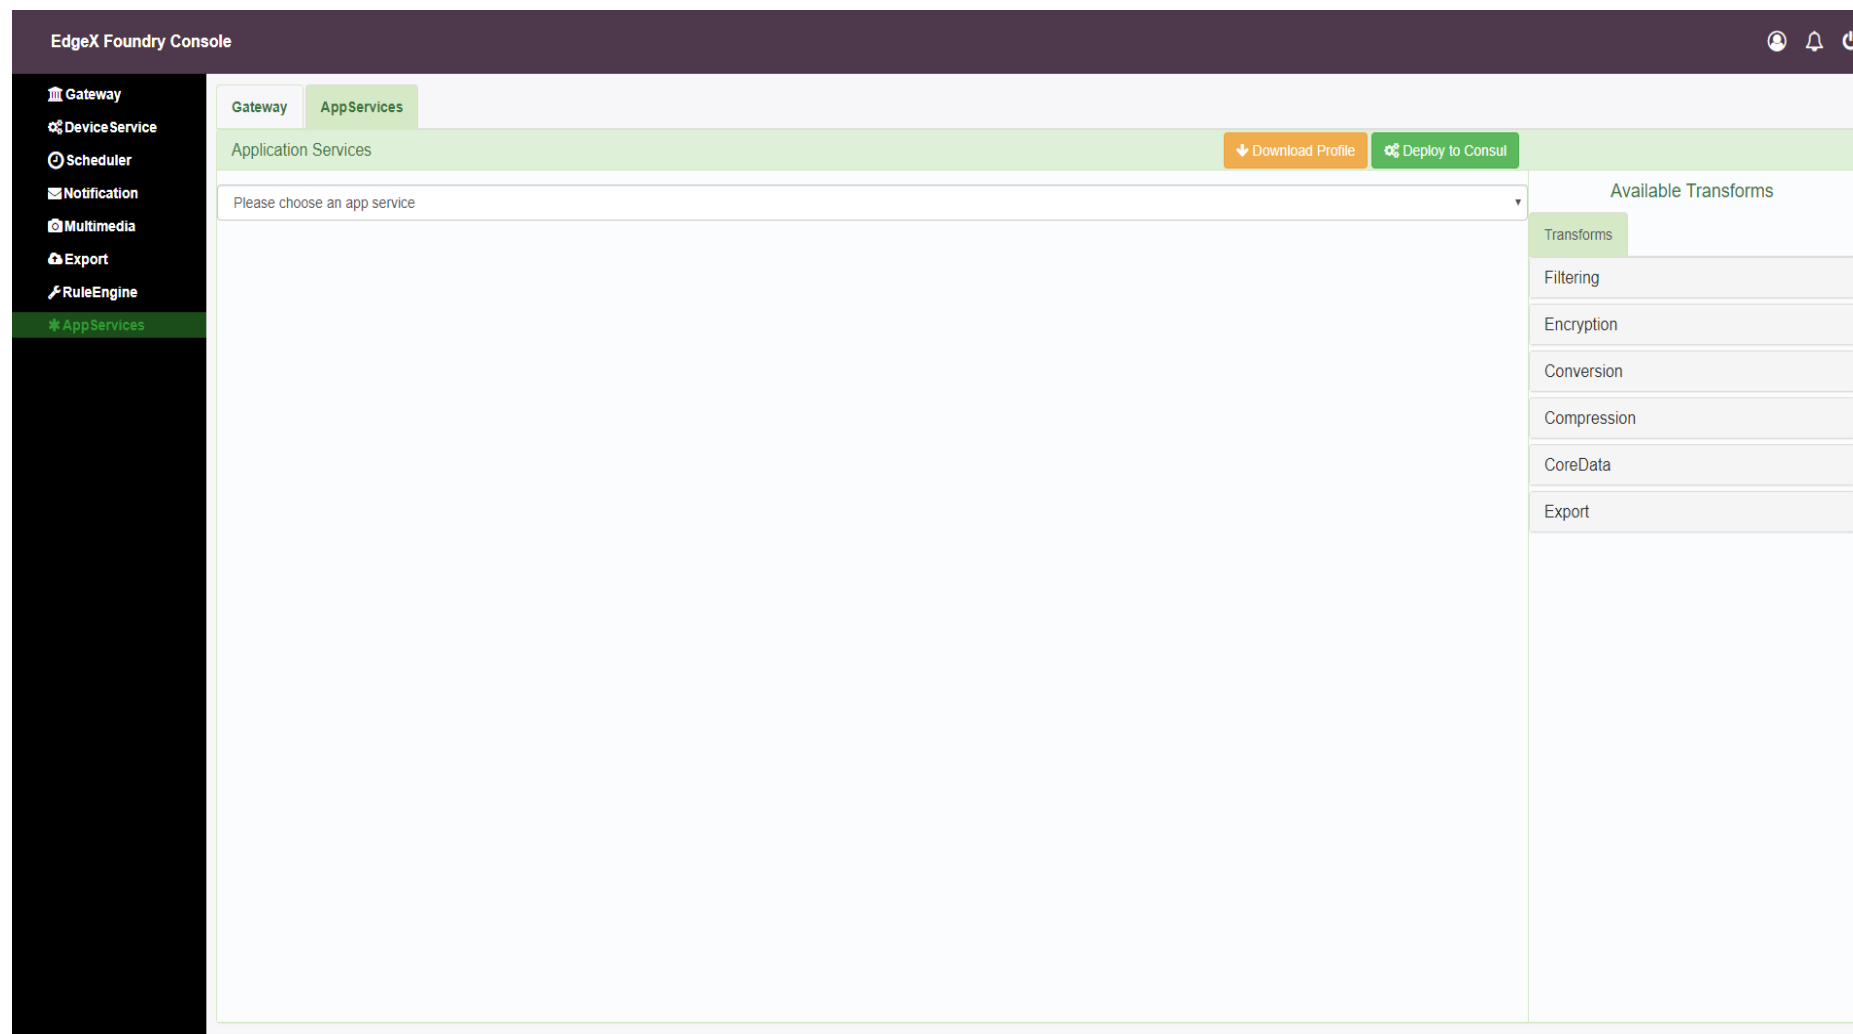 EdgeX Foundry Console
Gateway
DeviceService
Scheduler
Notification
Multimedia
Export
RuleEngine
AppServices
Gateway AppServices
Application Services Download Profile Deploy to Consul
Please choose an app service
Available Transforms
Transforms
Filtering
Encryption
Conversion
Compression
CoreData
Export